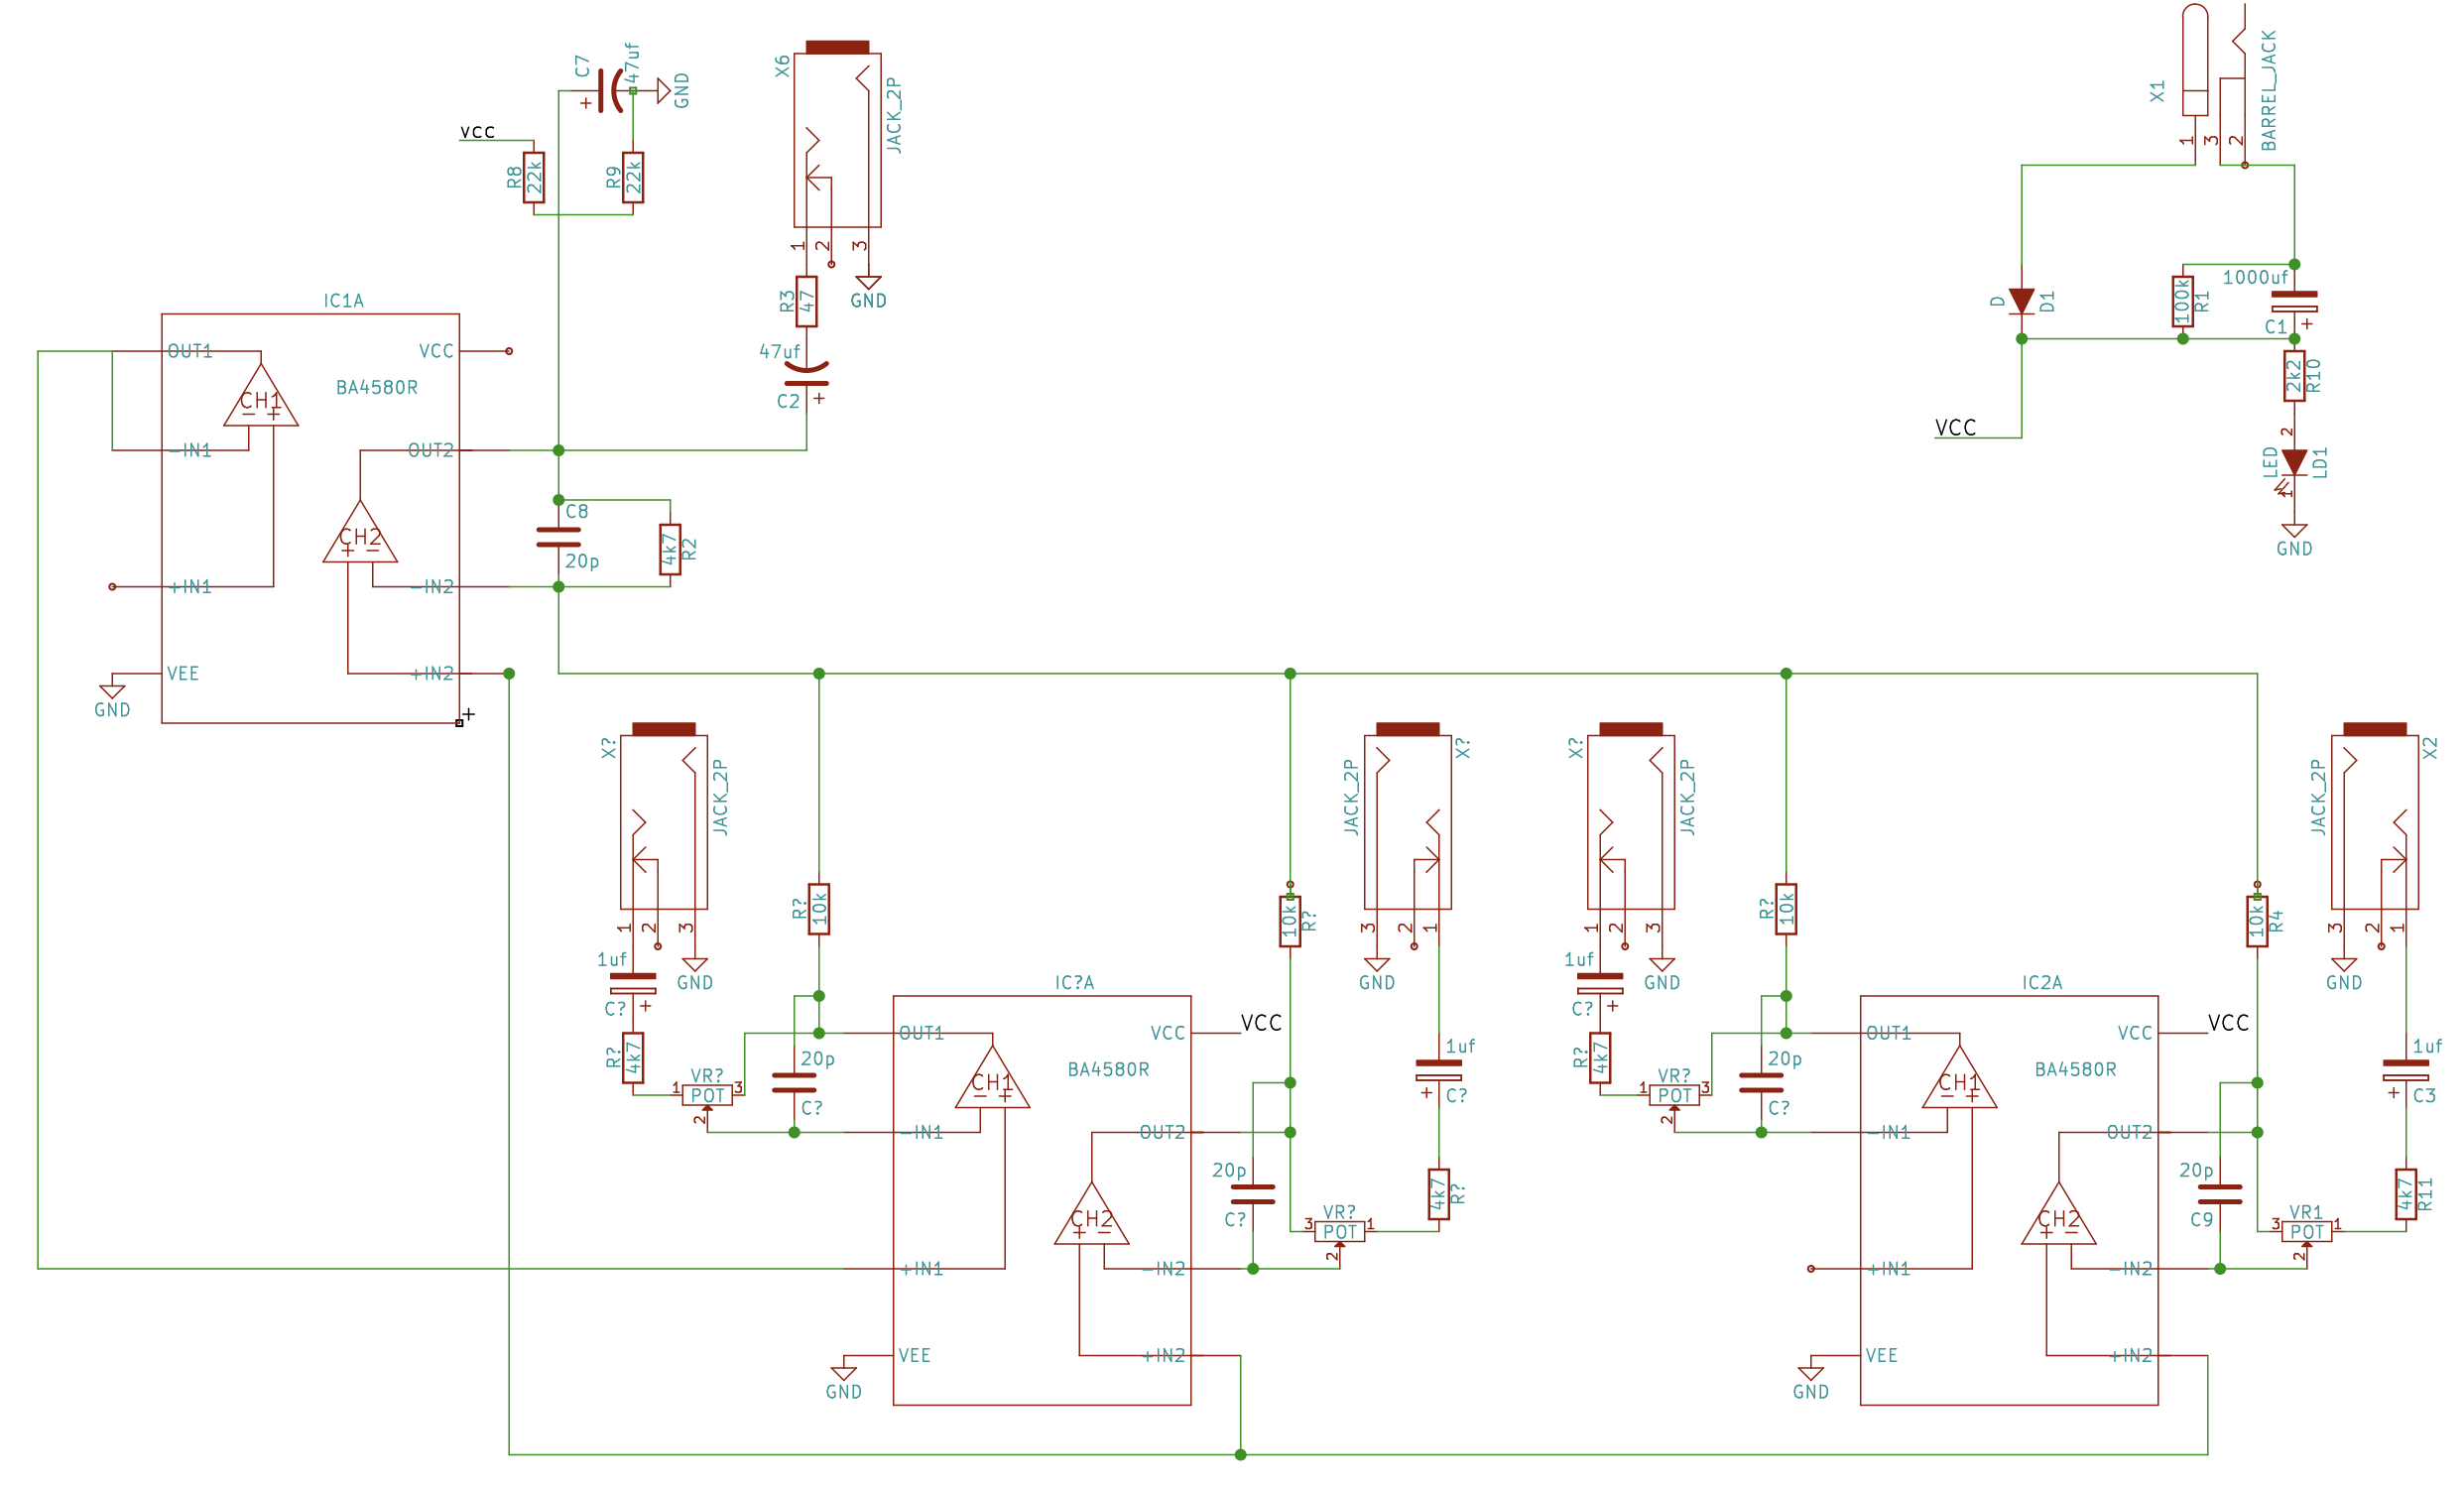 C7
47uf
+
GND
VCC
R8
22k
R9
22k
X6
JACK_2P
1
2
3
R3
47
GND
47uf
C2
+
X1
BARREL_JACK
1
3
2
D
D1
100k
R1
1000uf
C1
+
2k2
R10
VCC
2
LED
LD1
1
GND
IC1A
OUT1
VCC
BA4580R
CH1
- +
-IN1
OUT2
CH2
+ -
+IN1
-IN2
VEE
+IN2
GND
+
C8
20p
4k7
R2
X?
JACK_2P
1
2
3
GND
1uf
C?
+
R?
4k7
VR?
1
POT
3
2
R?
10k
20p
C?
IC?A
OUT1
VCC
VCC
BA4580R
CH1
- +
-IN1
OUT2
CH2
+ -
+IN1
-IN2
VEE
+IN2
GND
10k
R?
20p
C?
VR?
3
POT
1
2
JACK_2P
X?
3
2
1
GND
1uf
+
C?
4k7
R?
X?
JACK_2P
1
2
3
GND
1uf
C?
+
R?
4k7
VR?
1
POT
3
2
R?
10k
20p
C?
IC2A
OUT1
VCC
VCC
BA4580R
CH1
- +
-IN1
OUT2
CH2
+ -
+IN1
-IN2
VEE
+IN2
GND
10k
R4
20p
C9
VR1
3
POT
1
2
JACK_2P
X2
3
2
1
GND
1uf
+
C3
4k7
R11